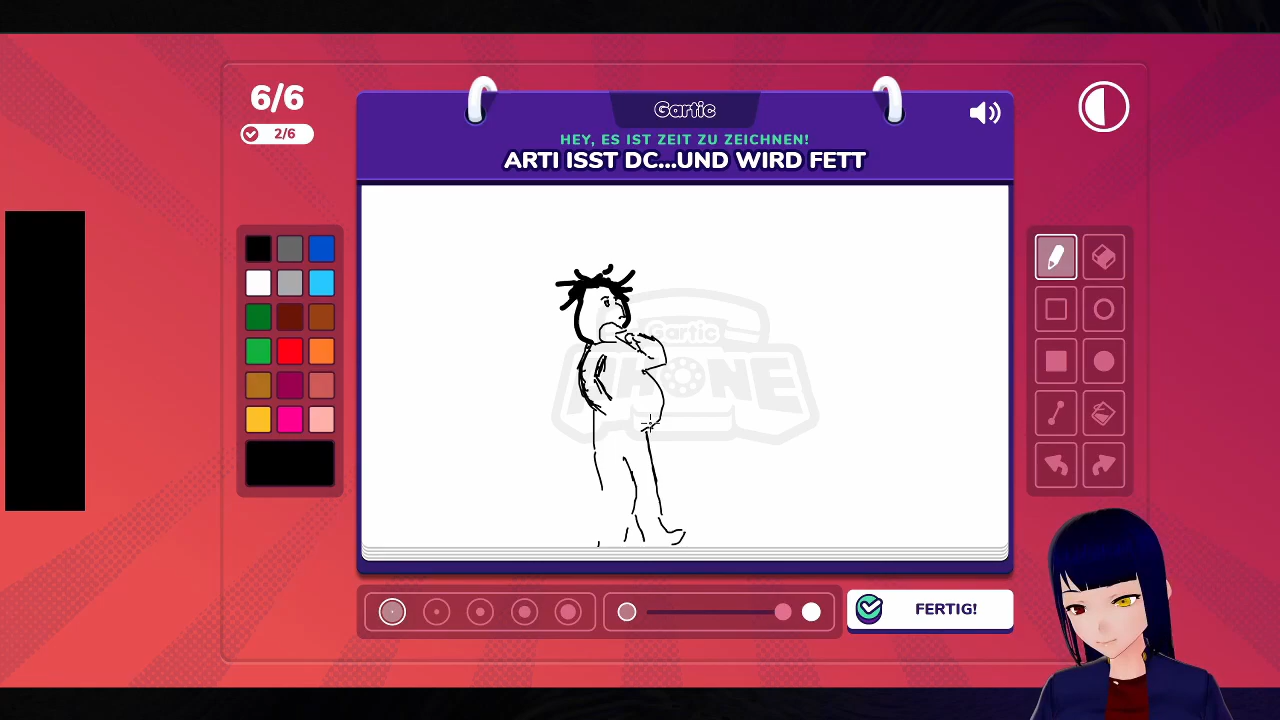 6/6
2/6
Gartic
HEY, ES IST ZEIT ZU ZEICHNEN!
ARTI ISST DC...UND WIRD FETT
Gartic
PHONE
FERTIG!